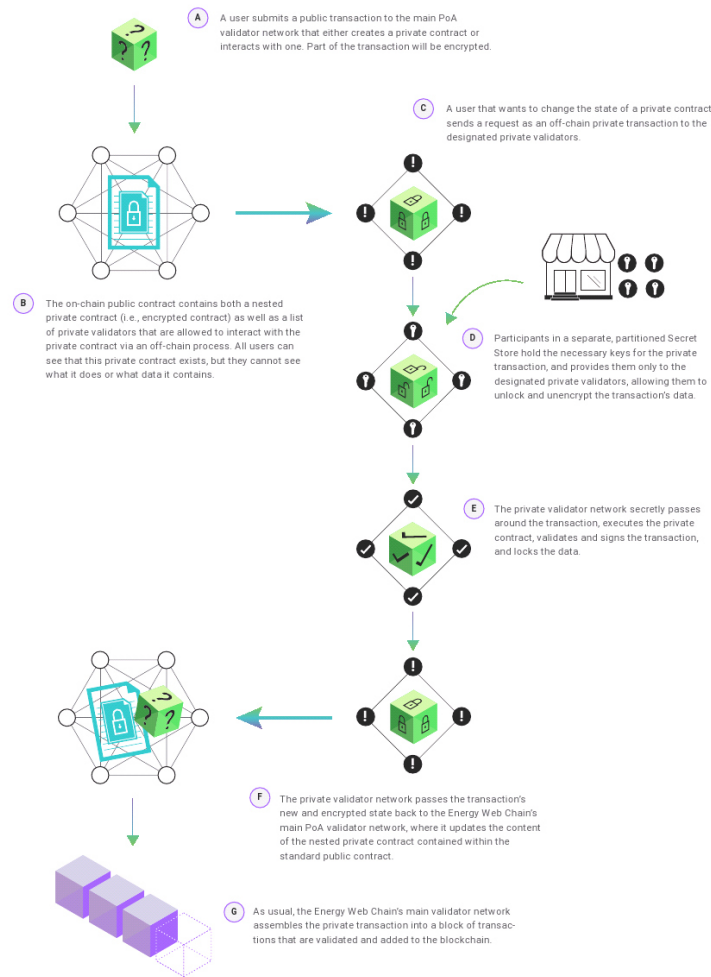 A
A user submits a public transaction to the main PoA
validator network that either creates a private contract or
interacts with one. Part of the transaction will be encrypted.
C
A user that wants to change the state of a private contract
sends a request as an off-chain private transaction to the
designated private validators.
B
The on-chain public contract contains both a nested
private contract (i.e., encrypted contract) as well as a list
of private validators that are allowed to interact with the
private contract via an off-chain process. All users can
see that this private contract exists, but they cannot see
what it does or what data it contains.
D
Participants in a separate, partitioned Secret
Store hold the necessary keys for the private
transaction, and provides them only to the
designated private validators, allowing them to
unlock and unencrypt the transaction's data.
E
The private validator network secretly passes
around the transaction, executes the private
contract, validates and signs the transaction,
and locks the data.
F
The private validator network passes the transaction's
new and encrypted state back to the Energy Web Chain's
main PoA validator network, where it updates the content
of the nested private contract contained within the
standard public contract.
G
As usual, the Energy Web Chain's main validator network
assembles the private transaction into a block of transac-
tions that are validated and added to the blockchain.